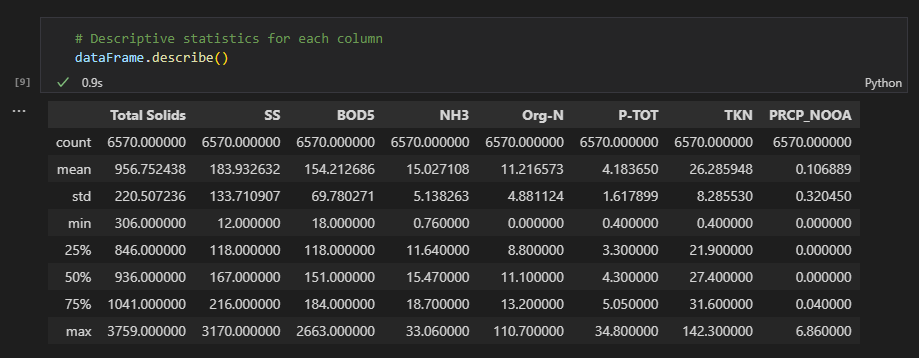 # Descriptive statistics for each column
dataFrame.describe()
[9] ✓ 0.9s Python
...
Total Solids SS BOD5 NH3 Org-N P-TOT TKN PRCP_NOOA
count 6570.000000 6570.000000 6570.000000 6570.000000 6570.000000 6570.000000 6570.000000 6570.000000
mean 956.752438 183.932632 154.212686 15.027108 11.216573 4.183650 26.285948 0.106889
std 220.507236 133.710907 69.780271 5.138263 4.881124 1.617899 8.285530 0.320450
min 306.000000 12.000000 18.000000 0.760000 0.000000 0.400000 0.400000 0.000000
25% 846.000000 118.000000 118.000000 11.640000 8.800000 3.300000 21.900000 0.000000
50% 936.000000 167.000000 151.000000 15.470000 11.100000 4.300000 27.400000 0.000000
75% 1041.000000 216.000000 184.000000 18.700000 13.200000 5.050000 31.600000 0.040000
max 3759.000000 3170.000000 2663.000000 33.060000 110.700000 34.800000 142.300000 6.860000